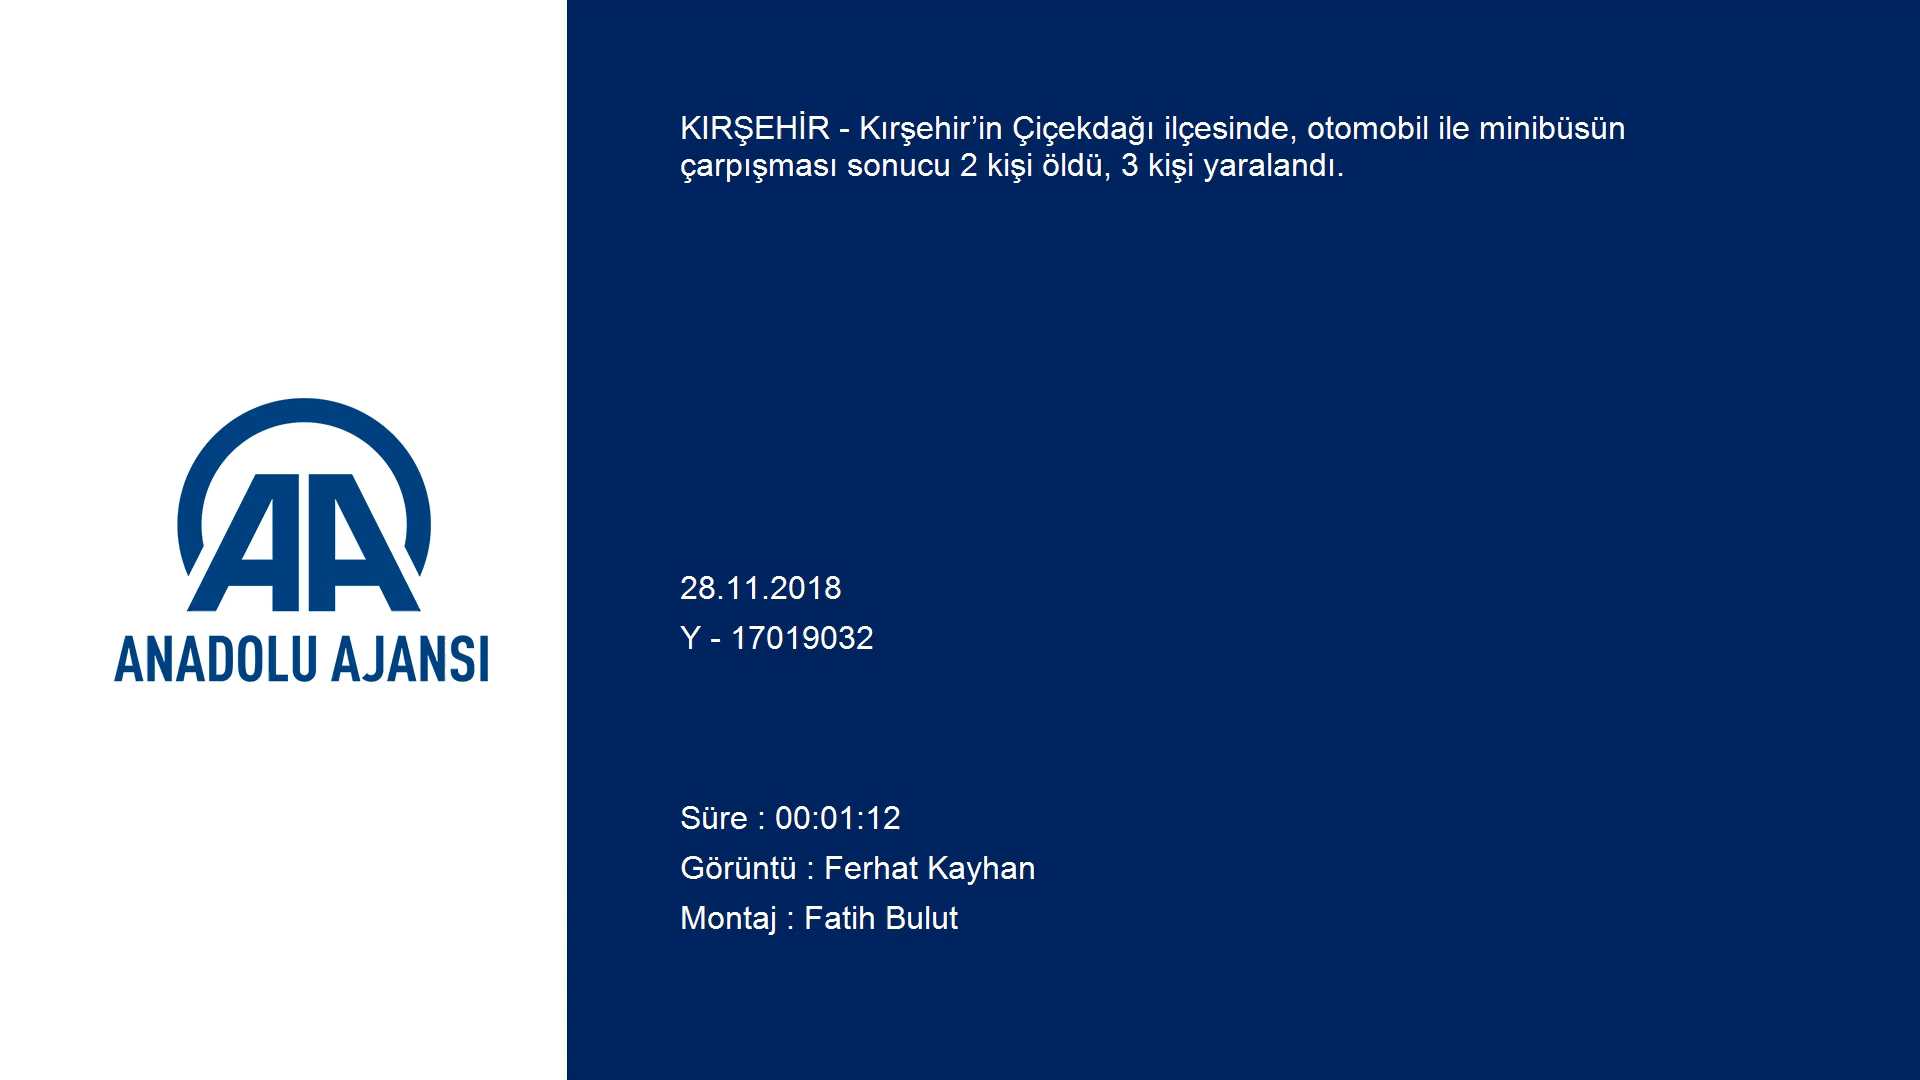 KIRŞEHİR - Kırşehir’in Çiçekdağı ilçesinde, otomobil ile minibüsün
çarpışması sonucu 2 kişi öldü, 3 kişi yaralandı.
AA
ANADOLU AJANSI
28.11.2018
Y - 17019032
Süre : 00:01:12
Görüntü : Ferhat Kayhan
Montaj : Fatih Bulut